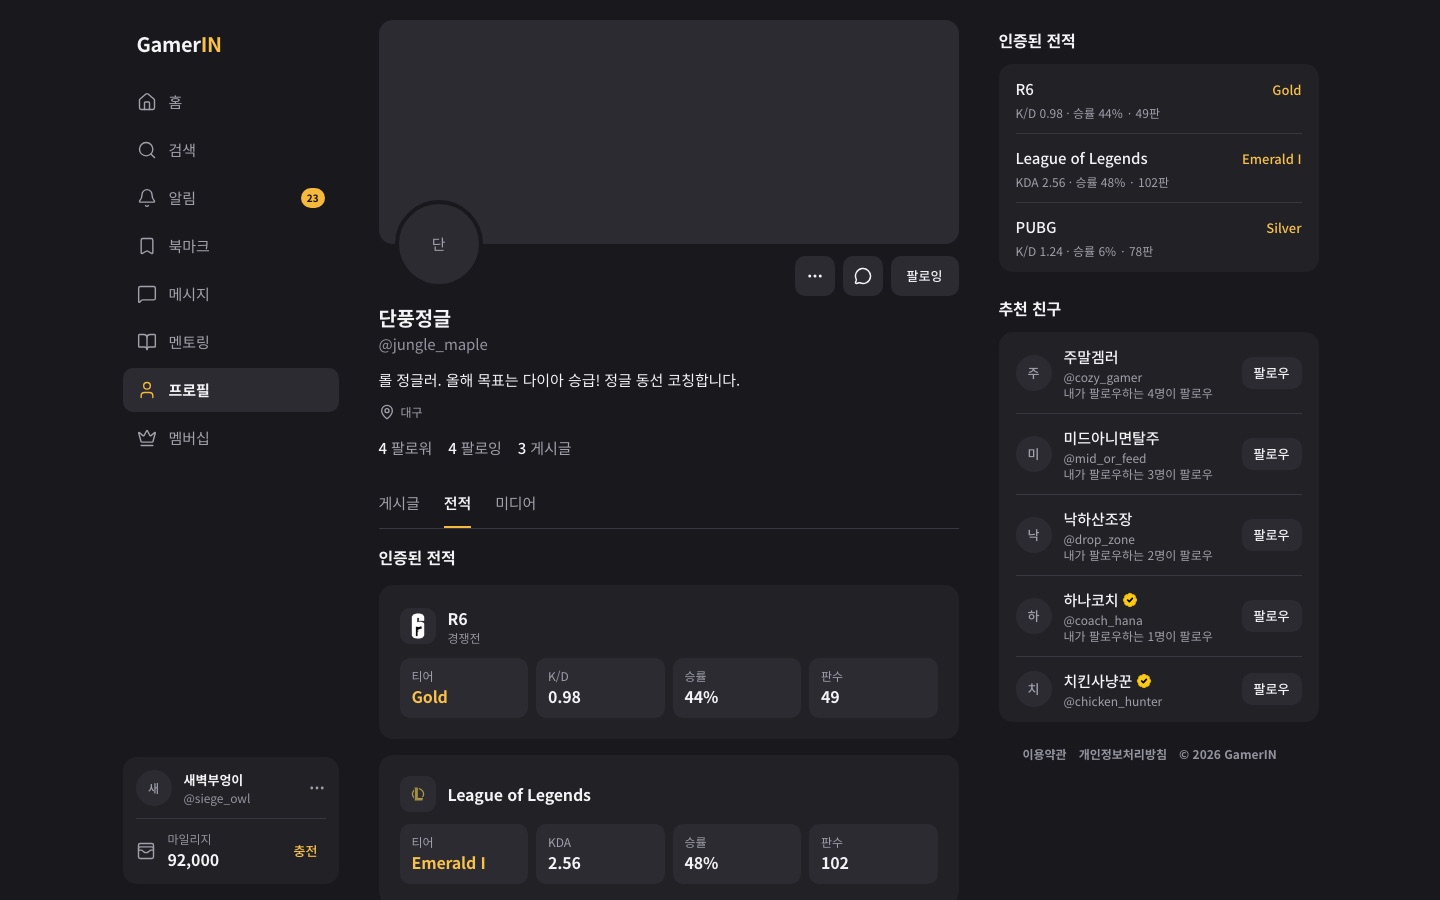 GamerIN
홈
검색
알림 23
북마크
메시지
멘토링
프로필
멤버십
새
새벽부엉이
@siege_owl
마일리지
92,000
충전
단
팔로잉
단풍정글
@jungle_maple
롤 정글러. 올해 목표는 다이아 승급! 정글 동선 코칭합니다.
대구
4 팔로워 4 팔로잉 3 게시글
게시글 전적 미디어
인증된 전적
R6
경쟁전
티어 K/D 승률 판수
Gold 0.98 44% 49
League of Legends
티어 KDA 승률 판수
Emerald I 2.56 48% 102
인증된 전적
R6 Gold
K/D 0.98 · 승률 44% · 49판
League of Legends Emerald I
KDA 2.56 · 승률 48% · 102판
PUBG Silver
K/D 1.24 · 승률 6% · 78판
추천 친구
주
주말겜러
@cozy_gamer
내가 팔로우하는 4명이 팔로우
팔로우
미
미드아니면탈주
@mid_or_feed
내가 팔로우하는 3명이 팔로우
팔로우
낙
낙하산조장
@drop_zone
내가 팔로우하는 2명이 팔로우
팔로우
하
하나코치
@coach_hana
내가 팔로우하는 1명이 팔로우
팔로우
치
치킨사냥꾼
@chicken_hunter
팔로우
이용약관 개인정보처리방침 © 2026 GamerIN